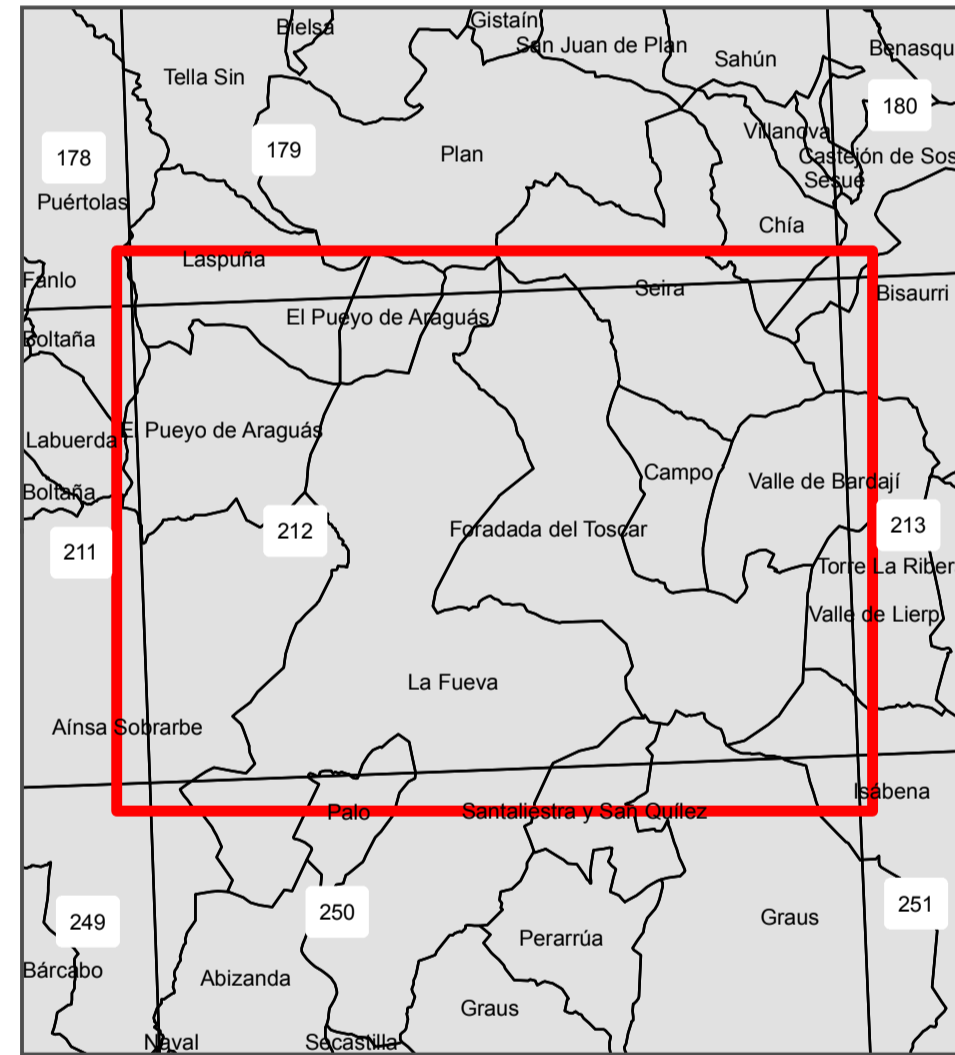 Bielsa
Gistaín
San Juan de Plan
Sahún
Benasqu
Tella Sin
180
Villanova
179
Plan
178
Castejón de Sos
Sesué
Puértolas
Chía
Laspuña
Fanlo
Seira
Bisaurri
El Pueyo de Araguás
Boltaña
El Pueyo de Araguás
Labuerda
Campo
Valle de Bardají
Boltaña
212
Foradada del Toscar
213
211
Torre La Riber
Valle de Lierp
La Fueva
Aínsa Sobrarbe
Isábena
Palo
Santaliestra y San Quílez
250
249
251
Graus
Perarrúa
Bárcabo
Abizanda
Graus
Naval
Secastilla